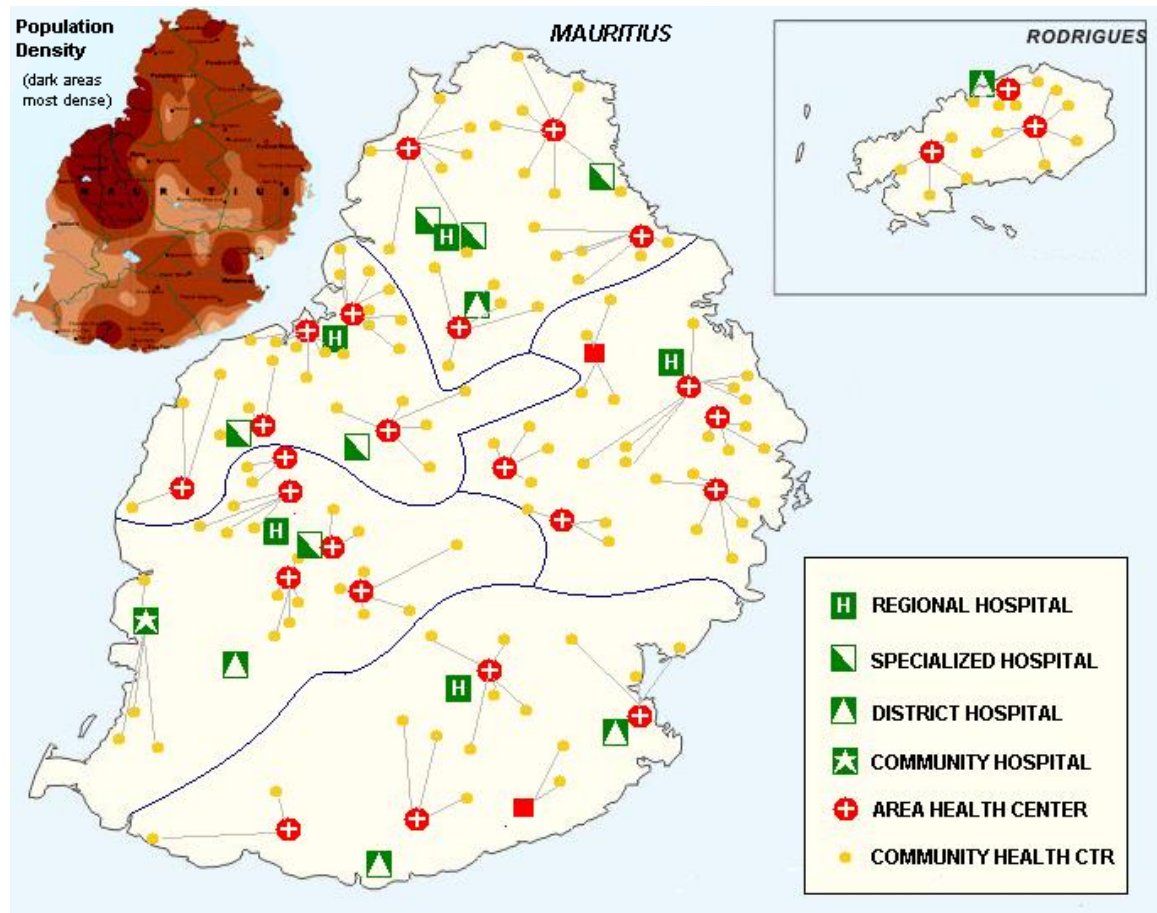 Population
Density
(dark areas
most dense)
MAURITIUS
RODRIGUES
MAURITIUS
H
H
H
H
H
H REGIONAL HOSPITAL
SPECIALIZED HOSPITAL
DISTRICT HOSPITAL
COMMUNITY HOSPITAL
AREA HEALTH CENTER
COMMUNITY HEALTH CTR